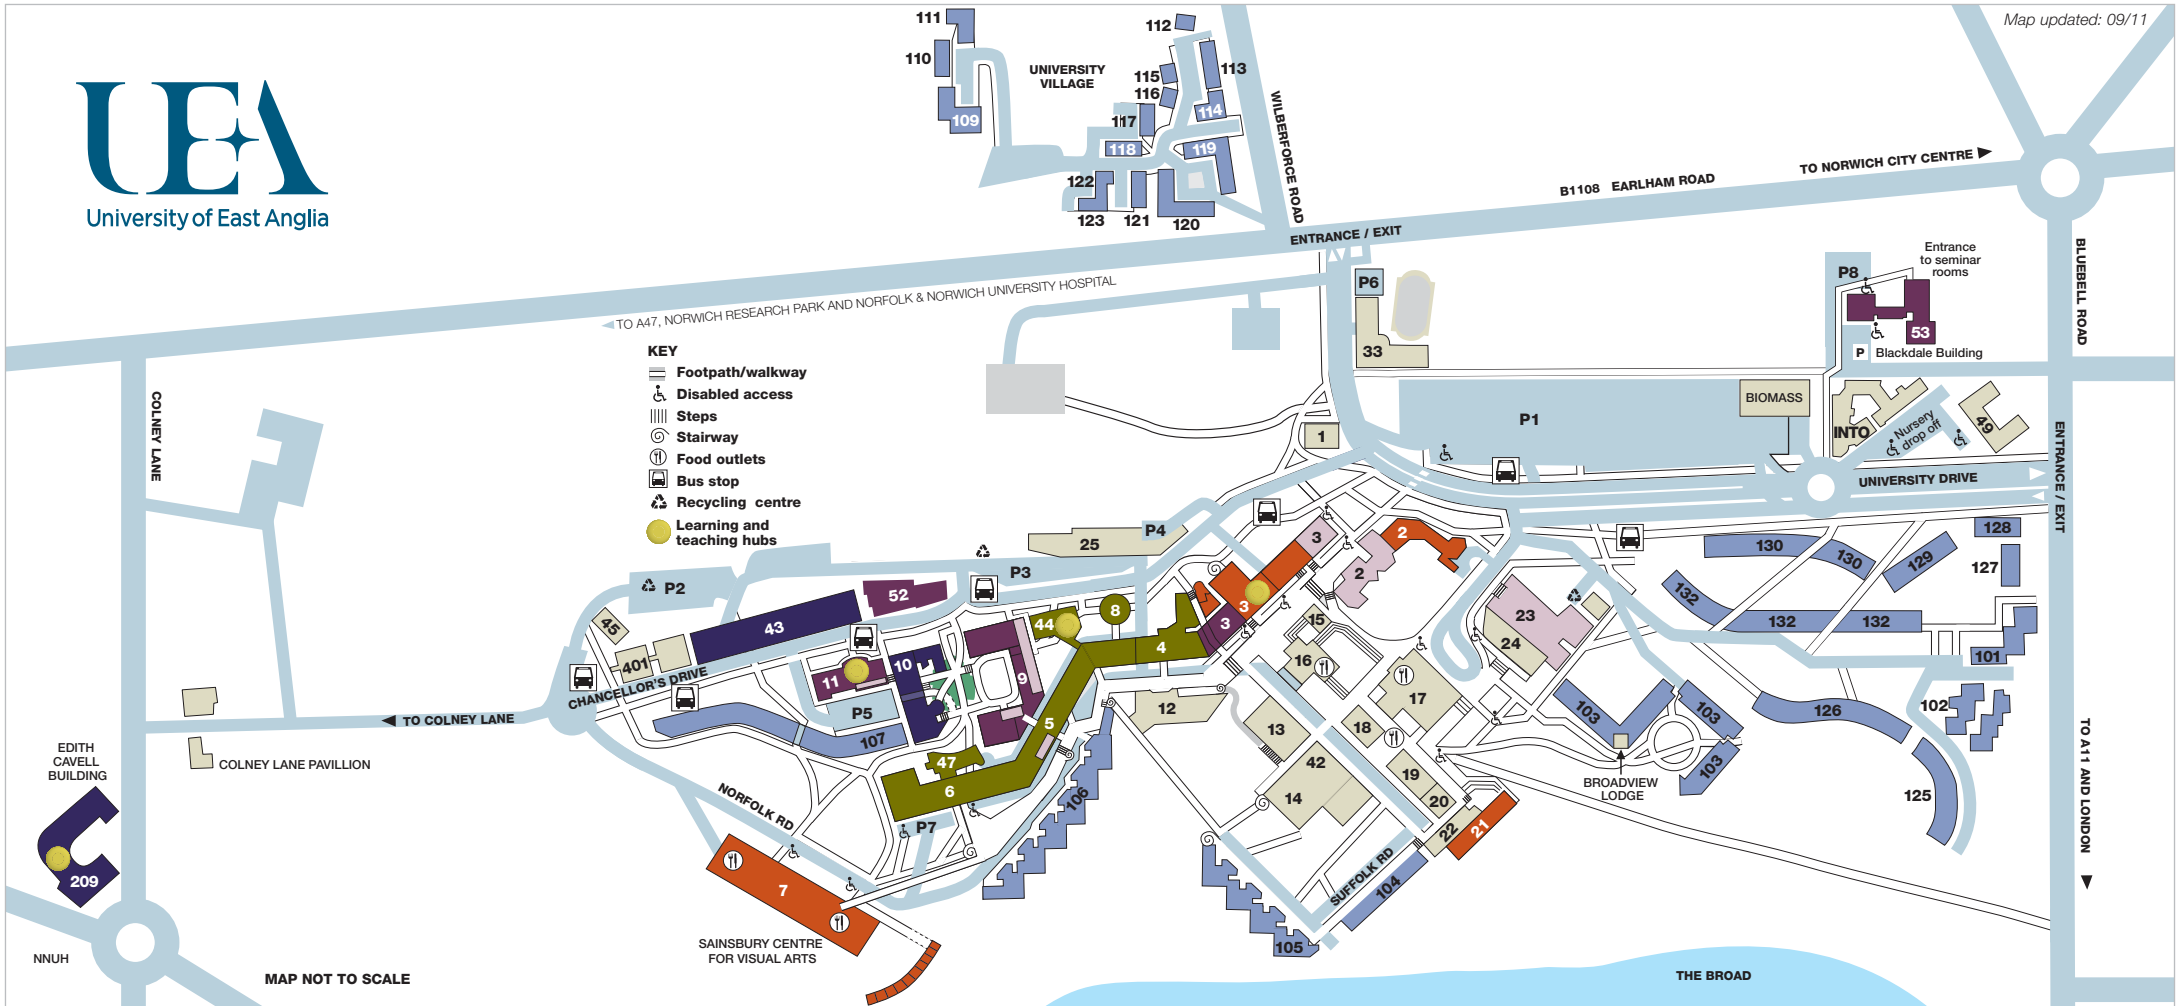 Map updated: 09/11
UEA
University of East Anglia
111
110
109
UNIVERSITY
VILLAGE
112
113
115
116
114
117
118
119
122
123
121
120
WILBERFORCE ROAD
B1108 EARLHAM ROAD
TO NORWICH CITY CENTRE
ENTRANCE / EXIT
TO A47, NORWICH RESEARCH PARK AND NORFOLK & NORWICH UNIVERSITY HOSPITAL
BLUEBELL ROAD
Entrance
to seminar
rooms
P8
53
P
Blackdale Building
P6
33
KEY
Footpath/walkway
Disabled access
Steps
Stairway
Food outlets
Bus stop
Recycling centre
Learning and
teaching hubs
COLNEY LANE
P1
BIOMASS
INTO
Nursery
drop off
49
1
UNIVERSITY DRIVE
ENTRANCE / EXIT
P4
25
P3
P2
52
43
45
401
44
8
4
3
3
3
2
2
15
16
17
23
24
130
130
129
128
127
132
132
132
101
102
103
103
103
126
125
BROADVIEW
LODGE
CHANCELLOR'S DRIVE
TO COLNEY LANE
11
10
9
P5
107
5
47
6
P7
106
12
13
18
42
14
19
20
22
21
SUFFOLK RD
104
105
NORFOLK RD
7
SAINSBURY CENTRE
FOR VISUAL ARTS
COLNEY LANE PAVILLION
EDITH
CAVELL
BUILDING
209
NNUH
MAP NOT TO SCALE
THE BROAD
TO A11 AND LONDON